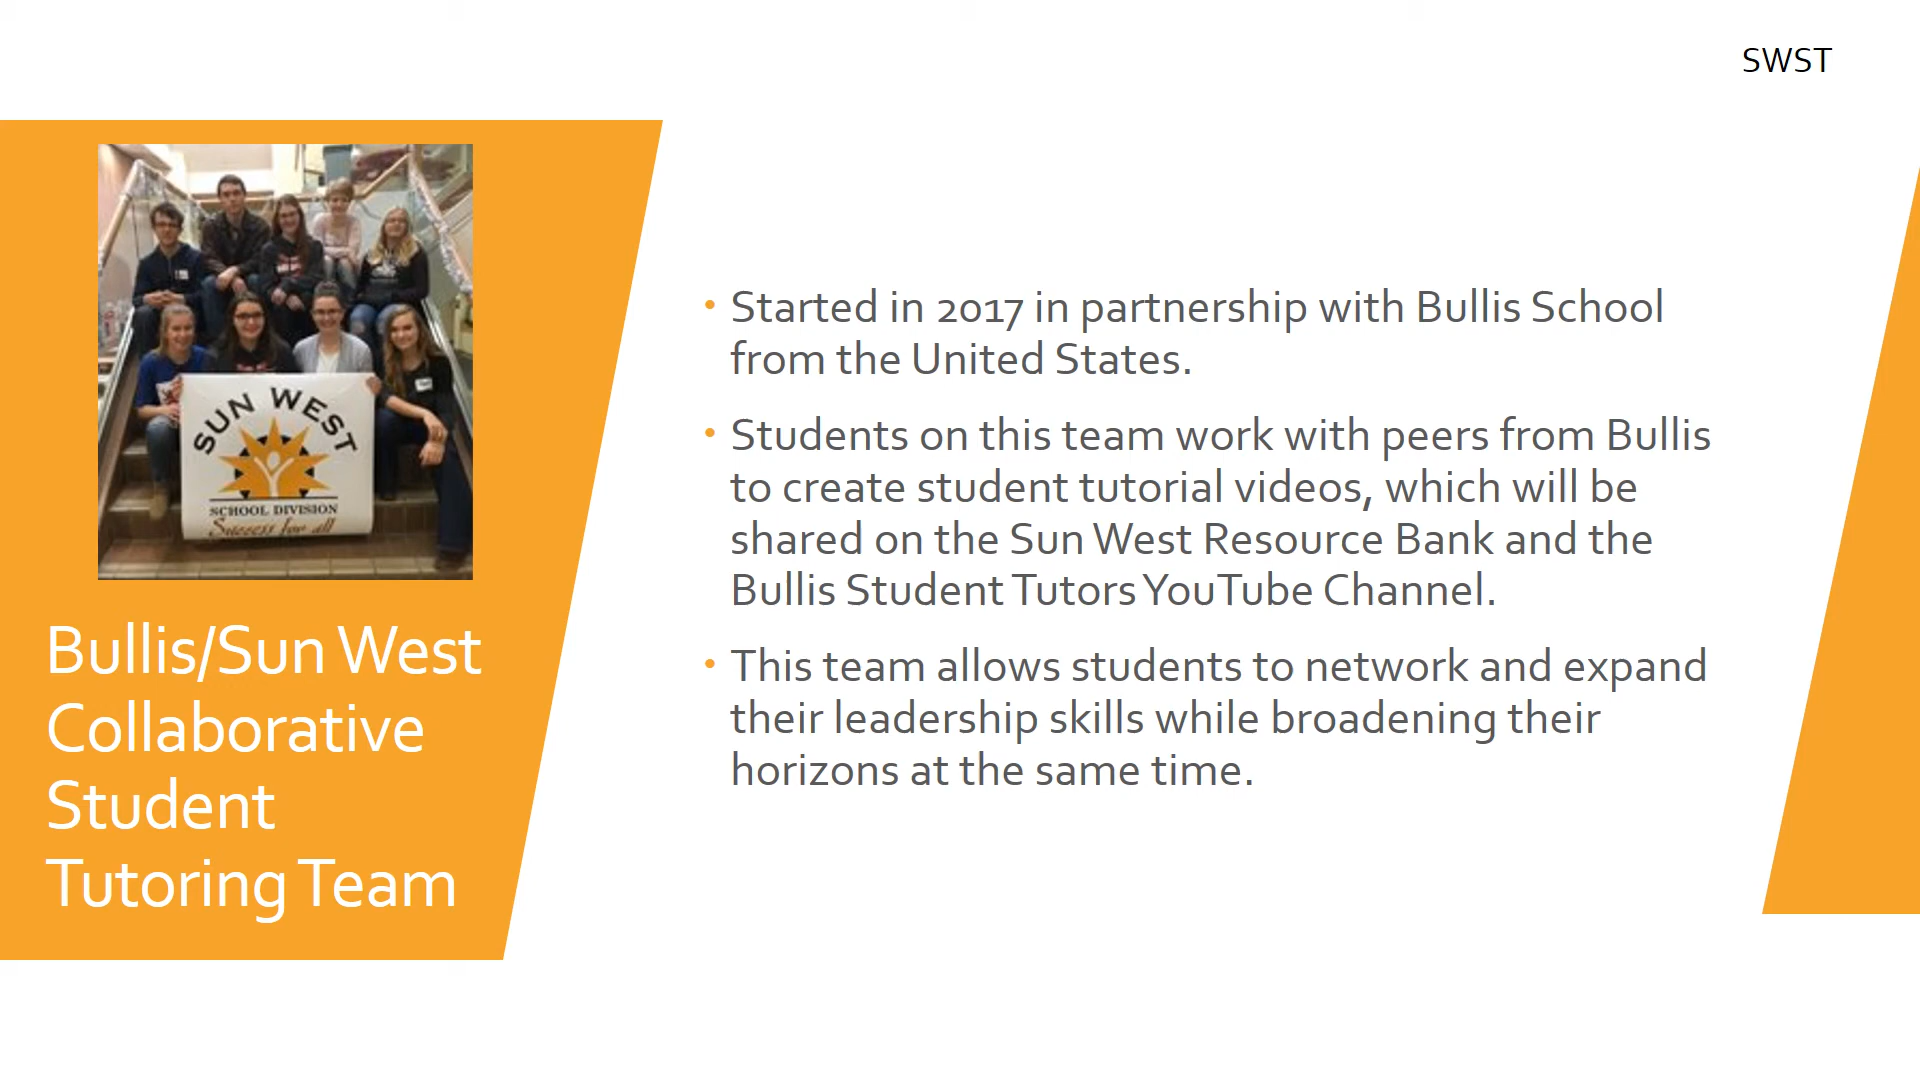 SWST
SUN WEST
SCHOOL DIVISION
Success for all
Bullis/Sun West
Collaborative
Student
Tutoring Team
• Started in 2017 in partnership with Bullis School
from the United States.
• Students on this team work with peers from Bullis
to create student tutorial videos, which will be
shared on the Sun West Resource Bank and the
Bullis Student Tutors YouTube Channel.
• This team allows students to network and expand
their leadership skills while broadening their
horizons at the same time.